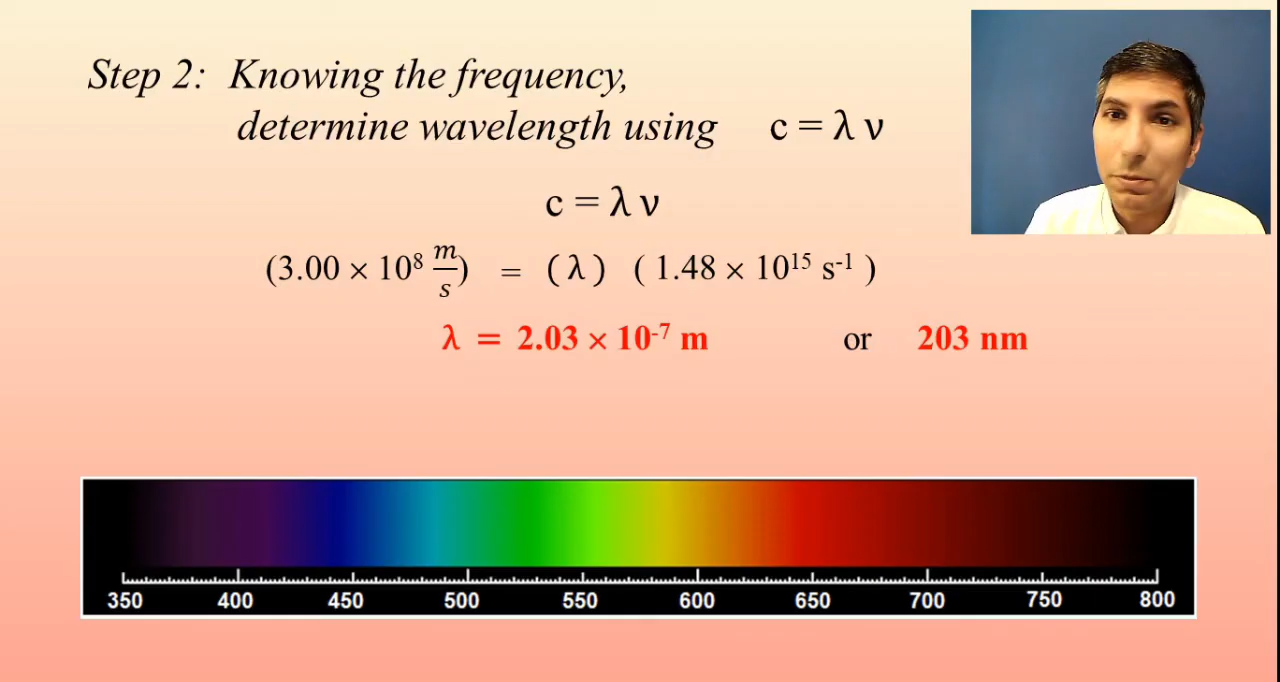 Step 2: Knowing the frequency,
determine wavelength using c = λ ν
c = λ ν
(3.00 × 10⁸ m/s) = (λ) ( 1.48 × 10¹⁵ s⁻¹ )
λ = 2.03 × 10⁻⁷ m or 203 nm
350 400 450 500 550 600 650 700 750 800